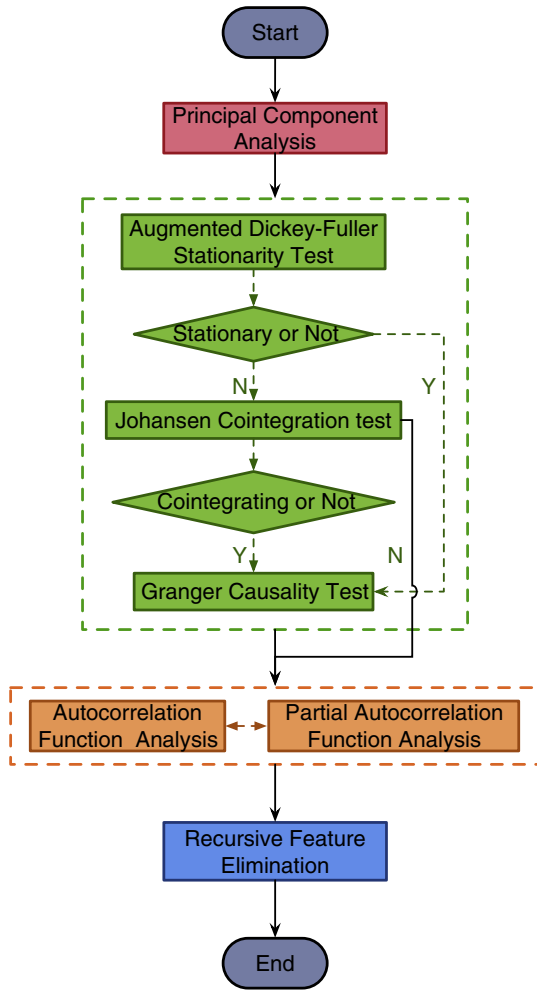 Start
Principal Component
Analysis
Augmented Dickey-Fuller
Stationarity Test
Stationary or Not
N
Y
Johansen Cointegration test
Cointegrating or Not
Y
N
Granger Causality Test
Autocorrelation
Function Analysis
Partial Autocorrelation
Function Analysis
Recursive Feature
Elimination
End